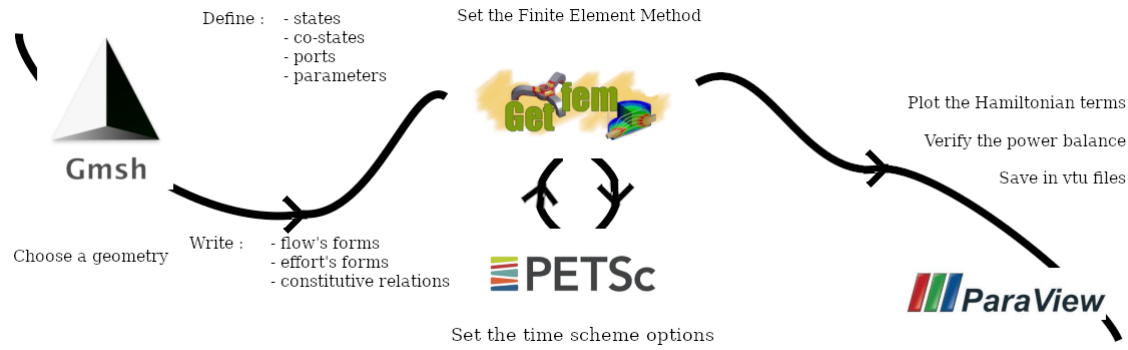 Define :   - states
- co-states
- ports
- parameters
Set the Finite Element Method
Gmsh
Getfem
Plot the Hamiltonian terms
Verify the power balance
Save in vtu files
Choose a geometry
Write :   - flow's forms
- effort's forms
- constitutive relations
PETSc
ParaView
Set the time scheme options